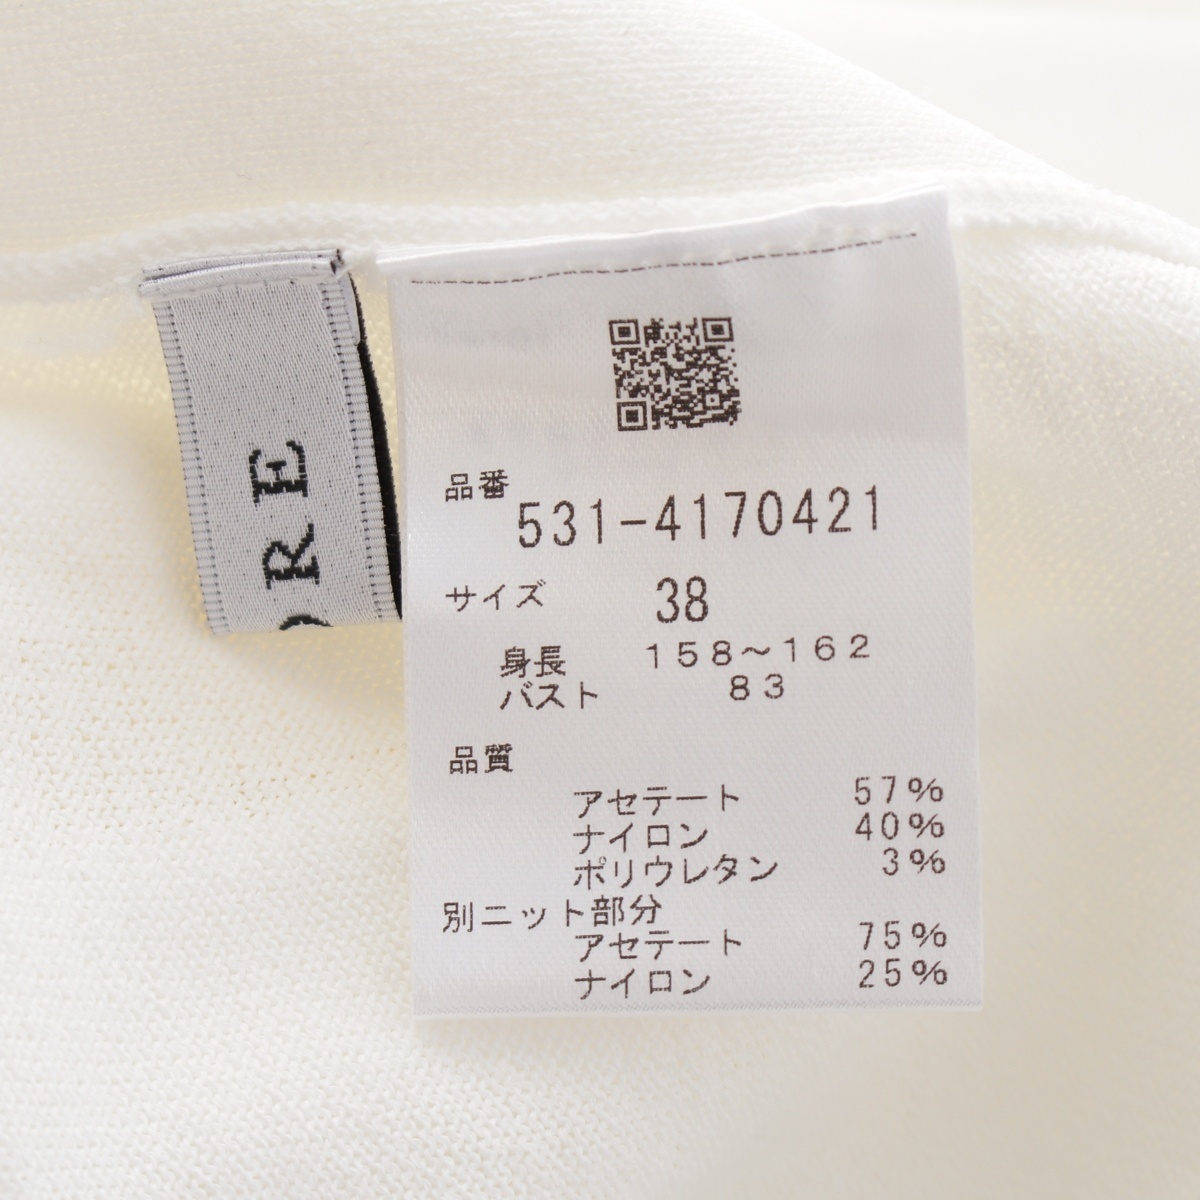 ORE
品番
531-4170421
サイズ 38
身長 158～162
バスト 83
品質
アセテート 57%
ナイロン 40%
ポリウレタン 3%
別ニット部分
アセテート 75%
ナイロン 25%